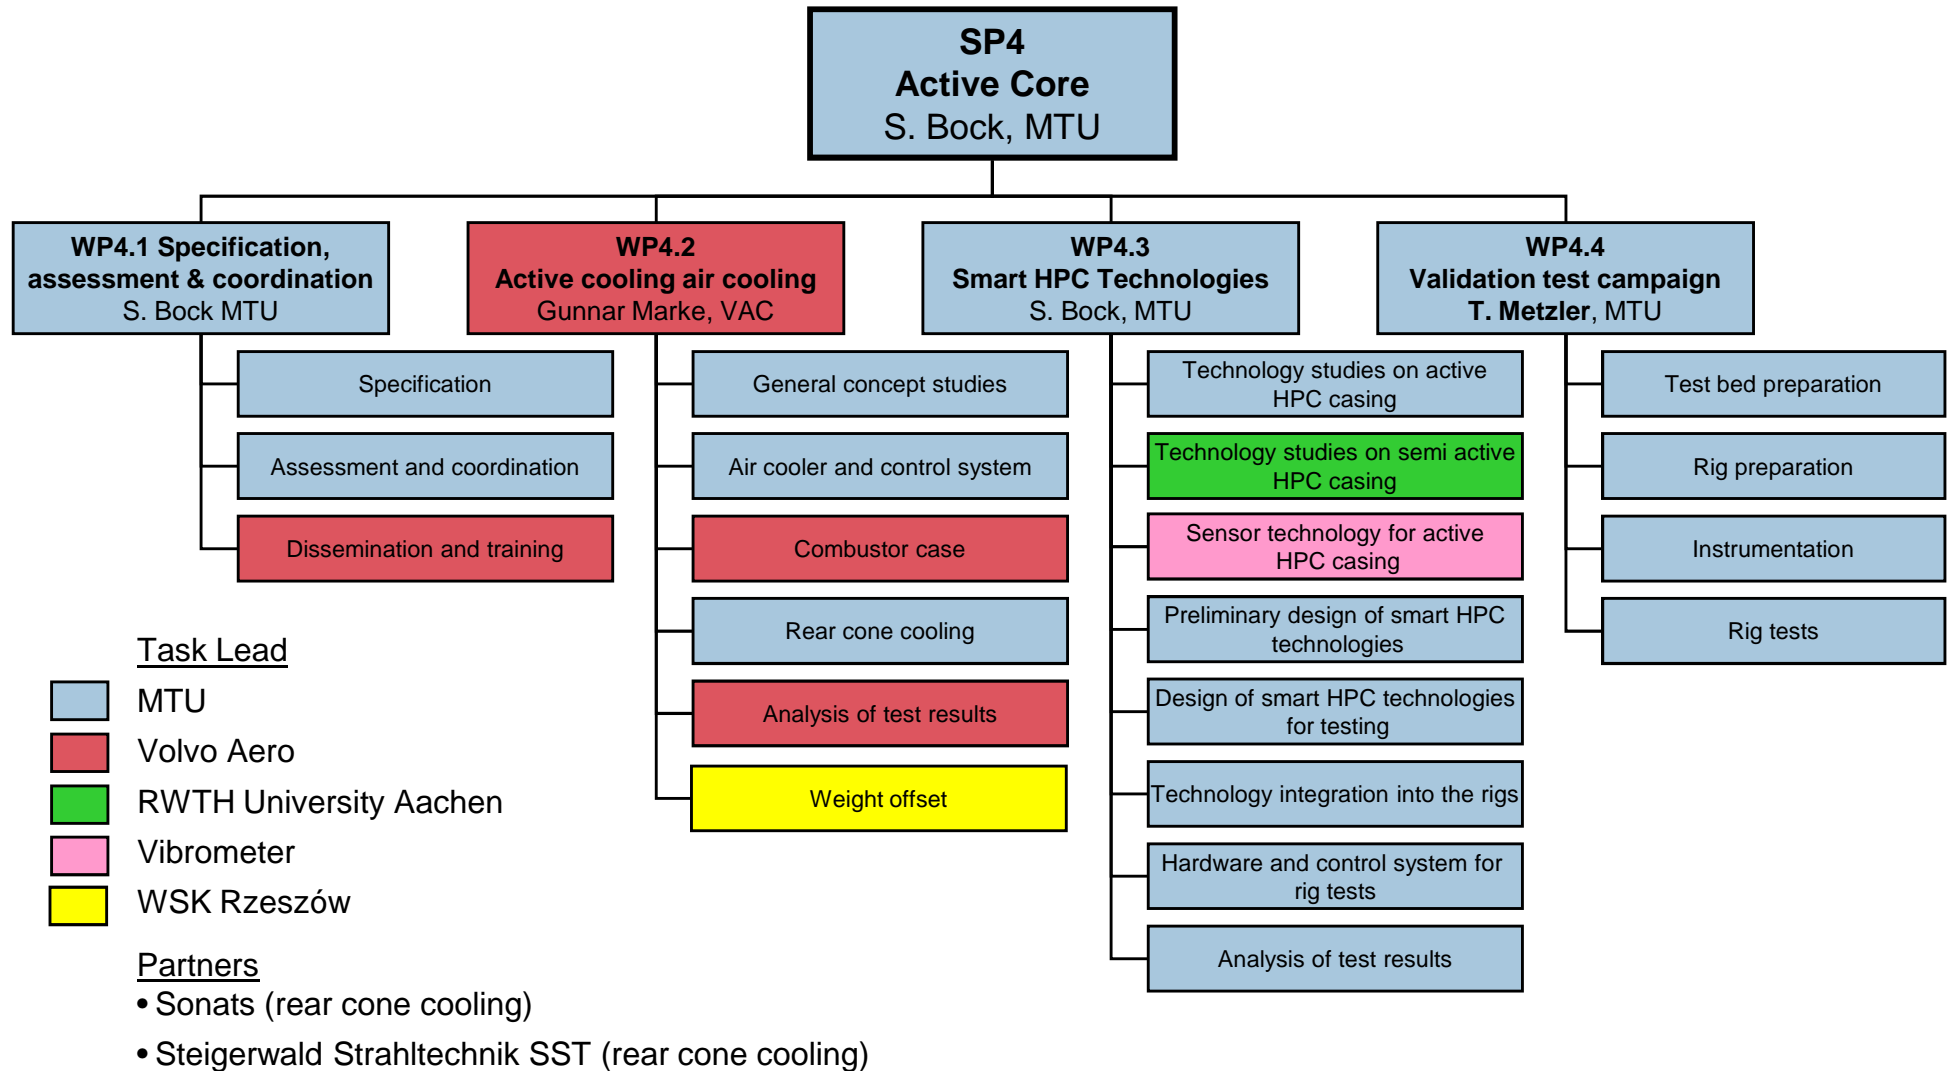 SP4
Active Core
S. Bock, MTU
WP4.1 Specification,
assessment & coordination
S. Bock MTU
WP4.2
Active cooling air cooling
Gunnar Marke, VAC
WP4.3
Smart HPC Technologies
S. Bock, MTU
WP4.4
Validation test campaign
T. Metzler, MTU
Specification
Assessment and coordination
Dissemination and training
General concept studies
Air cooler and control system
Combustor case
Rear cone cooling
Analysis of test results
Weight offset
Technology studies on active
HPC casing
Technology studies on semi active
HPC casing
Sensor technology for active
HPC casing
Preliminary design of smart HPC
technologies
Design of smart HPC technologies
for testing
Technology integration into the rigs
Hardware and control system for
rig tests
Analysis of test results
Test bed preparation
Rig preparation
Instrumentation
Rig tests
Task Lead
MTU
Volvo Aero
RWTH University Aachen
Vibrometer
WSK Rzeszów
Partners
• Sonats (rear cone cooling)
• Steigerwald Strahltechnik SST (rear cone cooling)